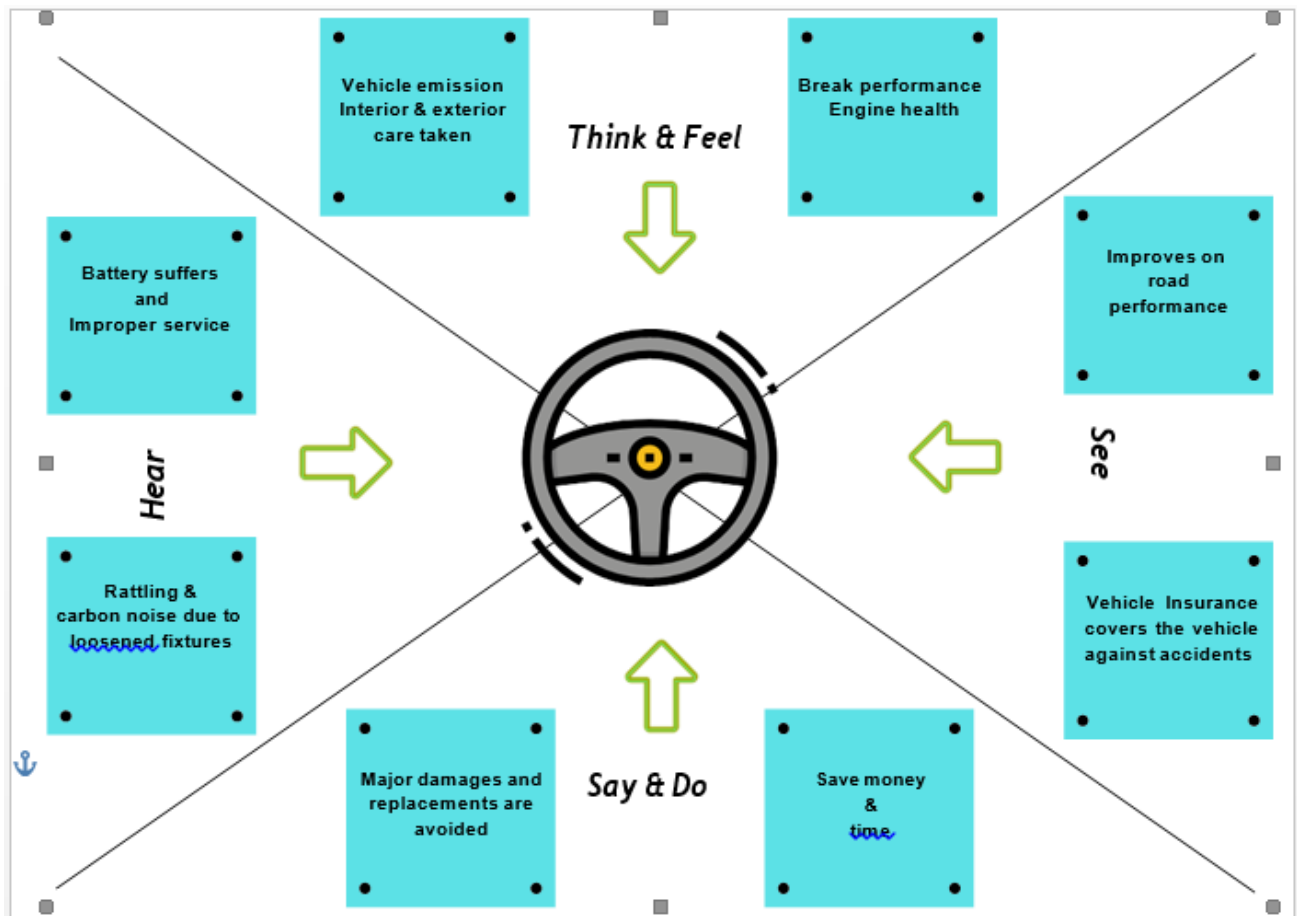 Vehicle emission
Interior & exterior
care taken
Think & Feel
Break performance
Engine health
Battery suffers
and
Improper service
Improves on
road
performance
Hear
See
Rattling &
carbon noise due to
loosened fixtures
Vehicle Insurance
covers the vehicle
against accidents
Major damages and
replacements are
avoided
Say & Do
Save money
&
time